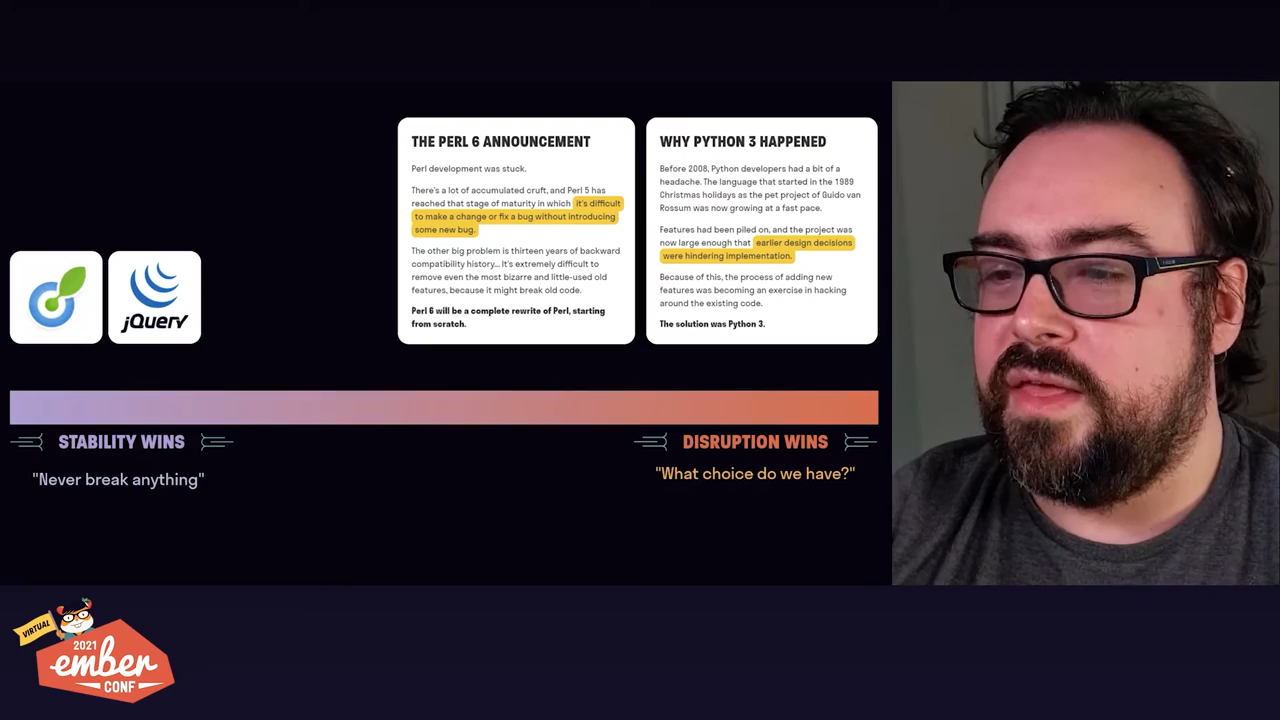 THE PERL 6 ANNOUNCEMENT
Perl development was stuck.
There's a lot of accumulated cruft, and Perl 5 has
reached that stage of maturity in which it's difficult
to make a change or fix a bug without introducing
some new bug.
The other big problem is thirteen years of backward
compatibility history... It's extremely difficult to
remove even the most bizarre and little-used old
features, because it might break old code.
Perl 6 will be a complete rewrite of Perl, starting
from scratch.
WHY PYTHON 3 HAPPENED
Before 2008, Python developers had a bit of a
headache. The language that started in the 1989
Christmas holidays as the pet project of Guido van
Rossum was now growing at a fast pace.
Features had been piled on, and the project was
now large enough that earlier design decisions
were hindering implementation.
Because of this, the process of adding new
features was becoming an exercise in hacking
around the existing code.
The solution was Python 3.
jQuery
STABILITY WINS
"Never break anything"
DISRUPTION WINS
"What choice do we have?"
VIRTUAL
2021
ember
CONF